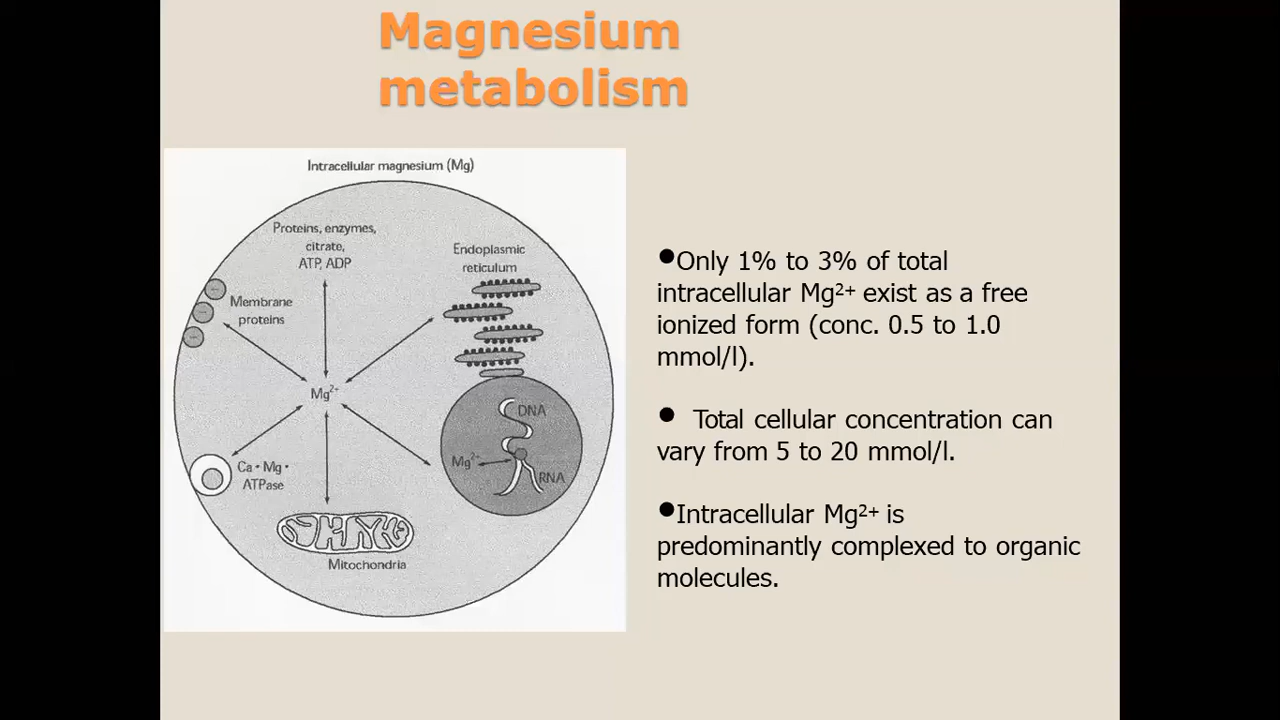 Magnesium
metabolism
Intracellular magnesium (Mg)
Proteins, enzymes,
citrate,
ATP, ADP
Endoplasmic
reticulum
Membrane
proteins
Mg²⁺
DNA
Mg²⁺
RNA
Ca • Mg •
ATPase
Mitochondria
•Only 1% to 3% of total
intracellular Mg²⁺ exist as a free
ionized form (conc. 0.5 to 1.0
mmol/l).
• Total cellular concentration can
vary from 5 to 20 mmol/l.
•Intracellular Mg²⁺ is
predominantly complexed to organic
molecules.